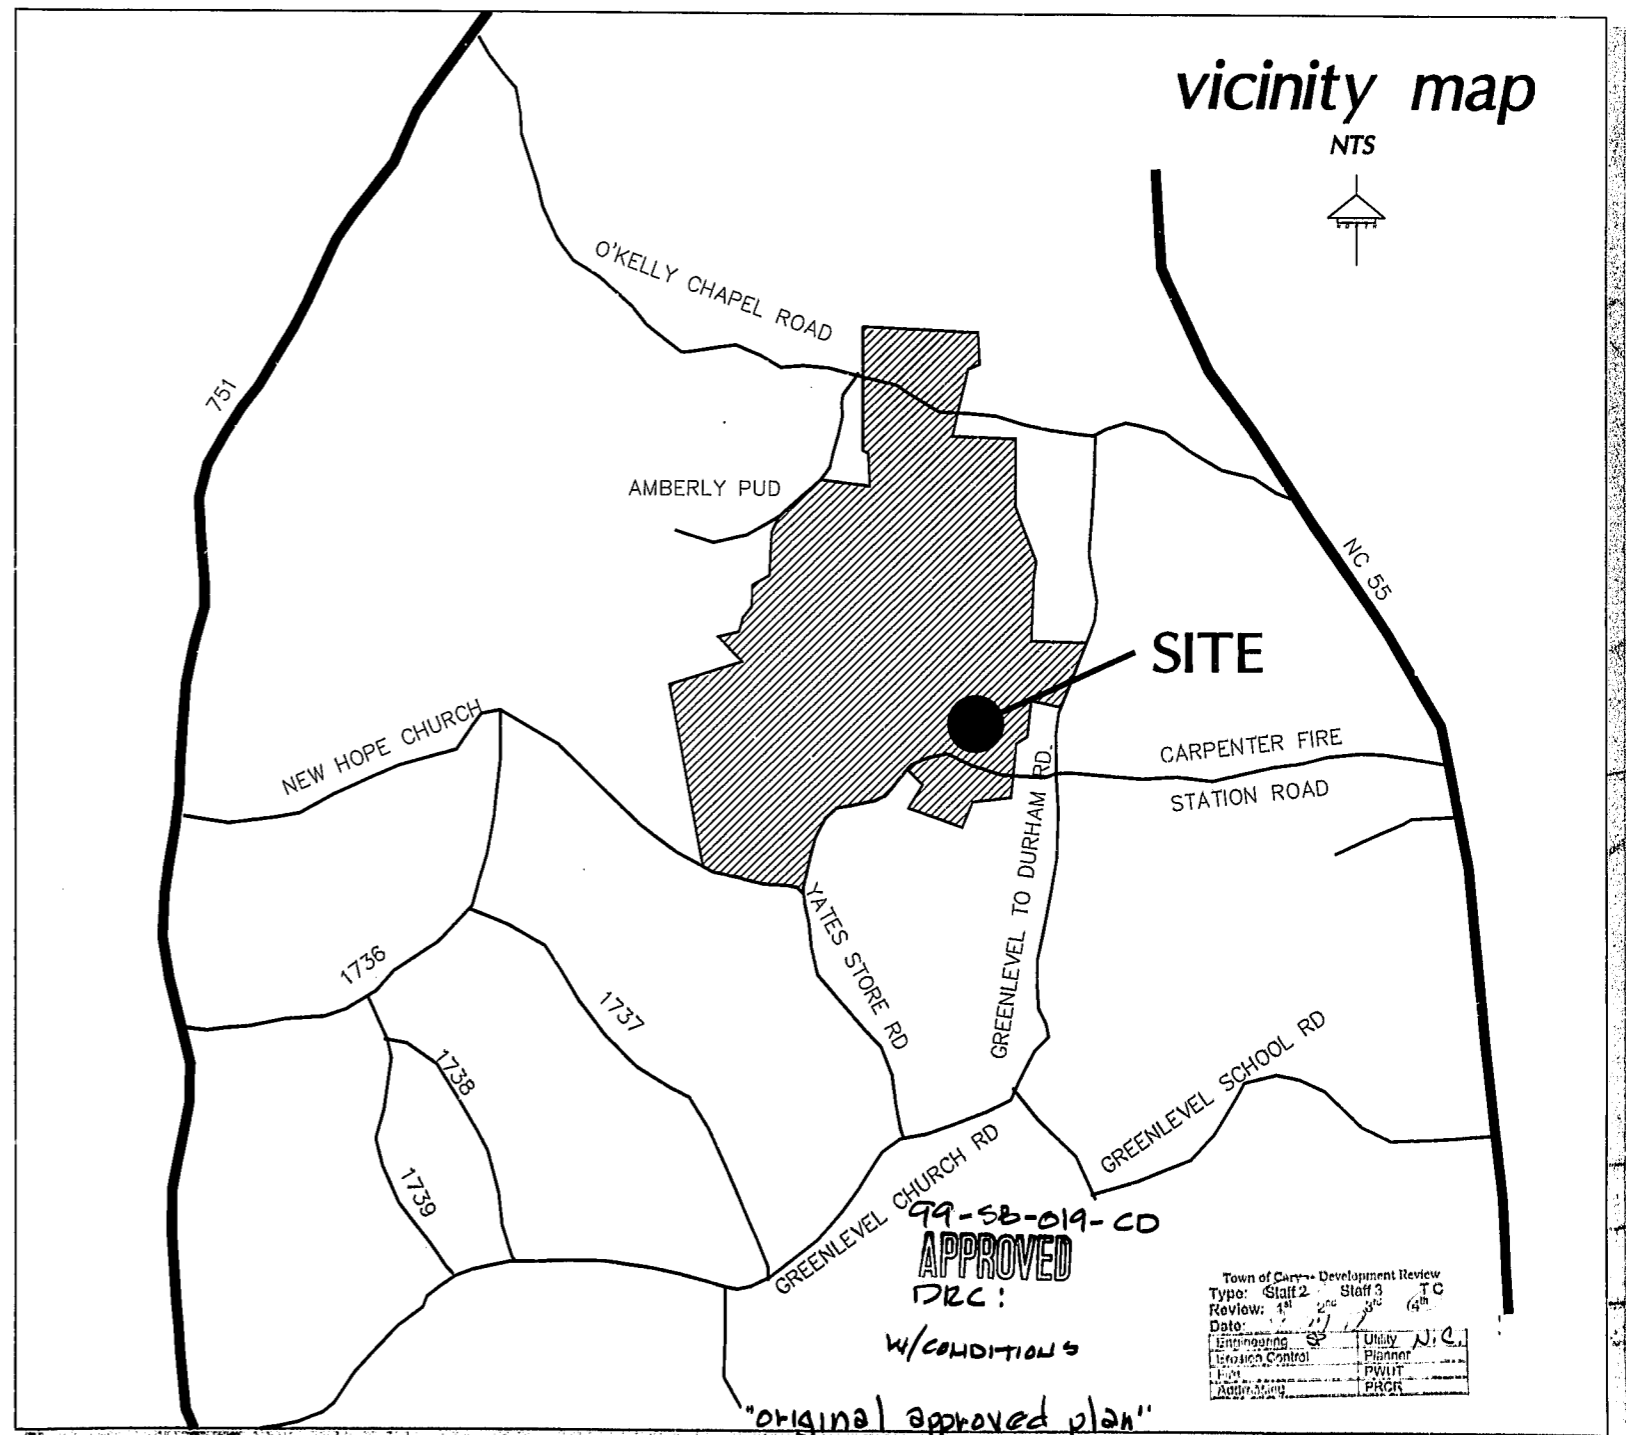 vicinity map
NTS
NORTH
O'KELLY CHAPEL ROAD
751
AMBERLY PUD
NC 55
SITE
NEW HOPE CHURCH
CARPENTER FIRE
STATION ROAD
GREENLEVEL TO DURHAM RD.
YATES STORE RD
1736
1737
1738
1739
GREENLEVEL SCHOOL RD
GREENLEVEL CHURCH RD
99-SB-019-CD
APPROVED
DRC:
W/CONDITIONS
"original approved plan"
Town of Cary Development Review
Type: Staff 2 Staff 3 TC
Review: 1st 2nd 3rd 4th
Date:
Engineering SP Utility N.C.
Erosion Control Planner
Fire PWUT
PRCR